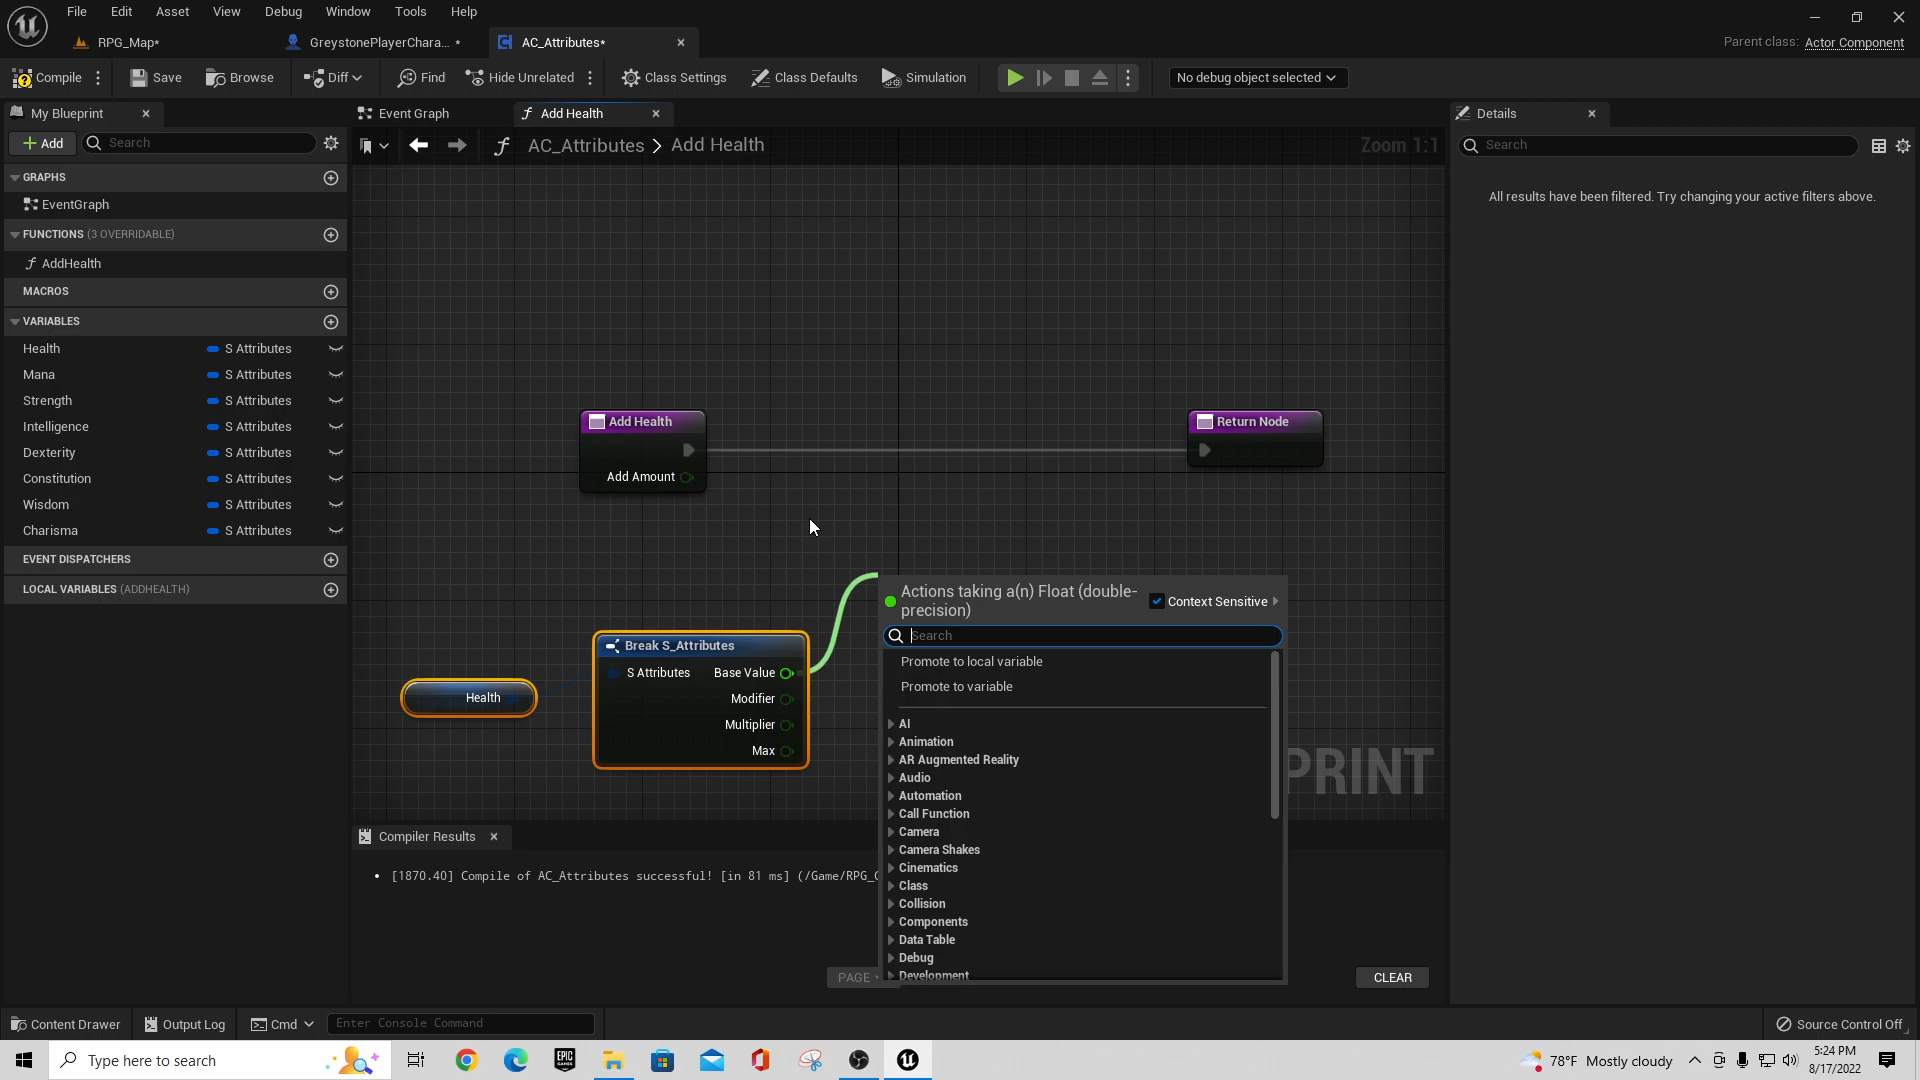 File Edit Asset View Debug Window Tools Help
RPG_Map* GreystonePlayerChara... * AC_Attributes*
Parent class: Actor Component
Compile Save Browse Diff Find Hide Unrelated Class Settings Class Defaults Simulation No debug object selected
My Blueprint Event Graph Add Health Details
Add Search
AC_Attributes > Add Health Zoom 1:1
Search
All results have been filtered. Try changing your active filters above.
GRAPHS
EventGraph
FUNCTIONS (3 OVERRIDABLE)
AddHealth
MACROS
VARIABLES
Health S Attributes
Mana S Attributes
Strength S Attributes
Intelligence S Attributes
Dexterity S Attributes
Constitution S Attributes
Wisdom S Attributes
Charisma S Attributes
EVENT DISPATCHERS
LOCAL VARIABLES (ADDHEALTH)
Add Health
Add Amount
Return Node
Health
Break S_Attributes
S Attributes Base Value
Modifier
Multiplier
Max
Actions taking a(n) Float (double-
precision)
Context Sensitive
Search
Promote to local variable
Promote to variable
AI
Animation
AR Augmented Reality
Audio
Automation
Call Function
Camera
Camera Shakes
Cinematics
Class
Collision
Components
Data Table
Debug
Development
Compiler Results
[1870.40] Compile of AC_Attributes successful! [in 81 ms] (/Game/RPG_
PAGE CLEAR
Content Drawer Output Log Cmd Enter Console Command Source Control Off
Type here to search
EPIC GAMES
78°F Mostly cloudy
5:24 PM
8/17/2022